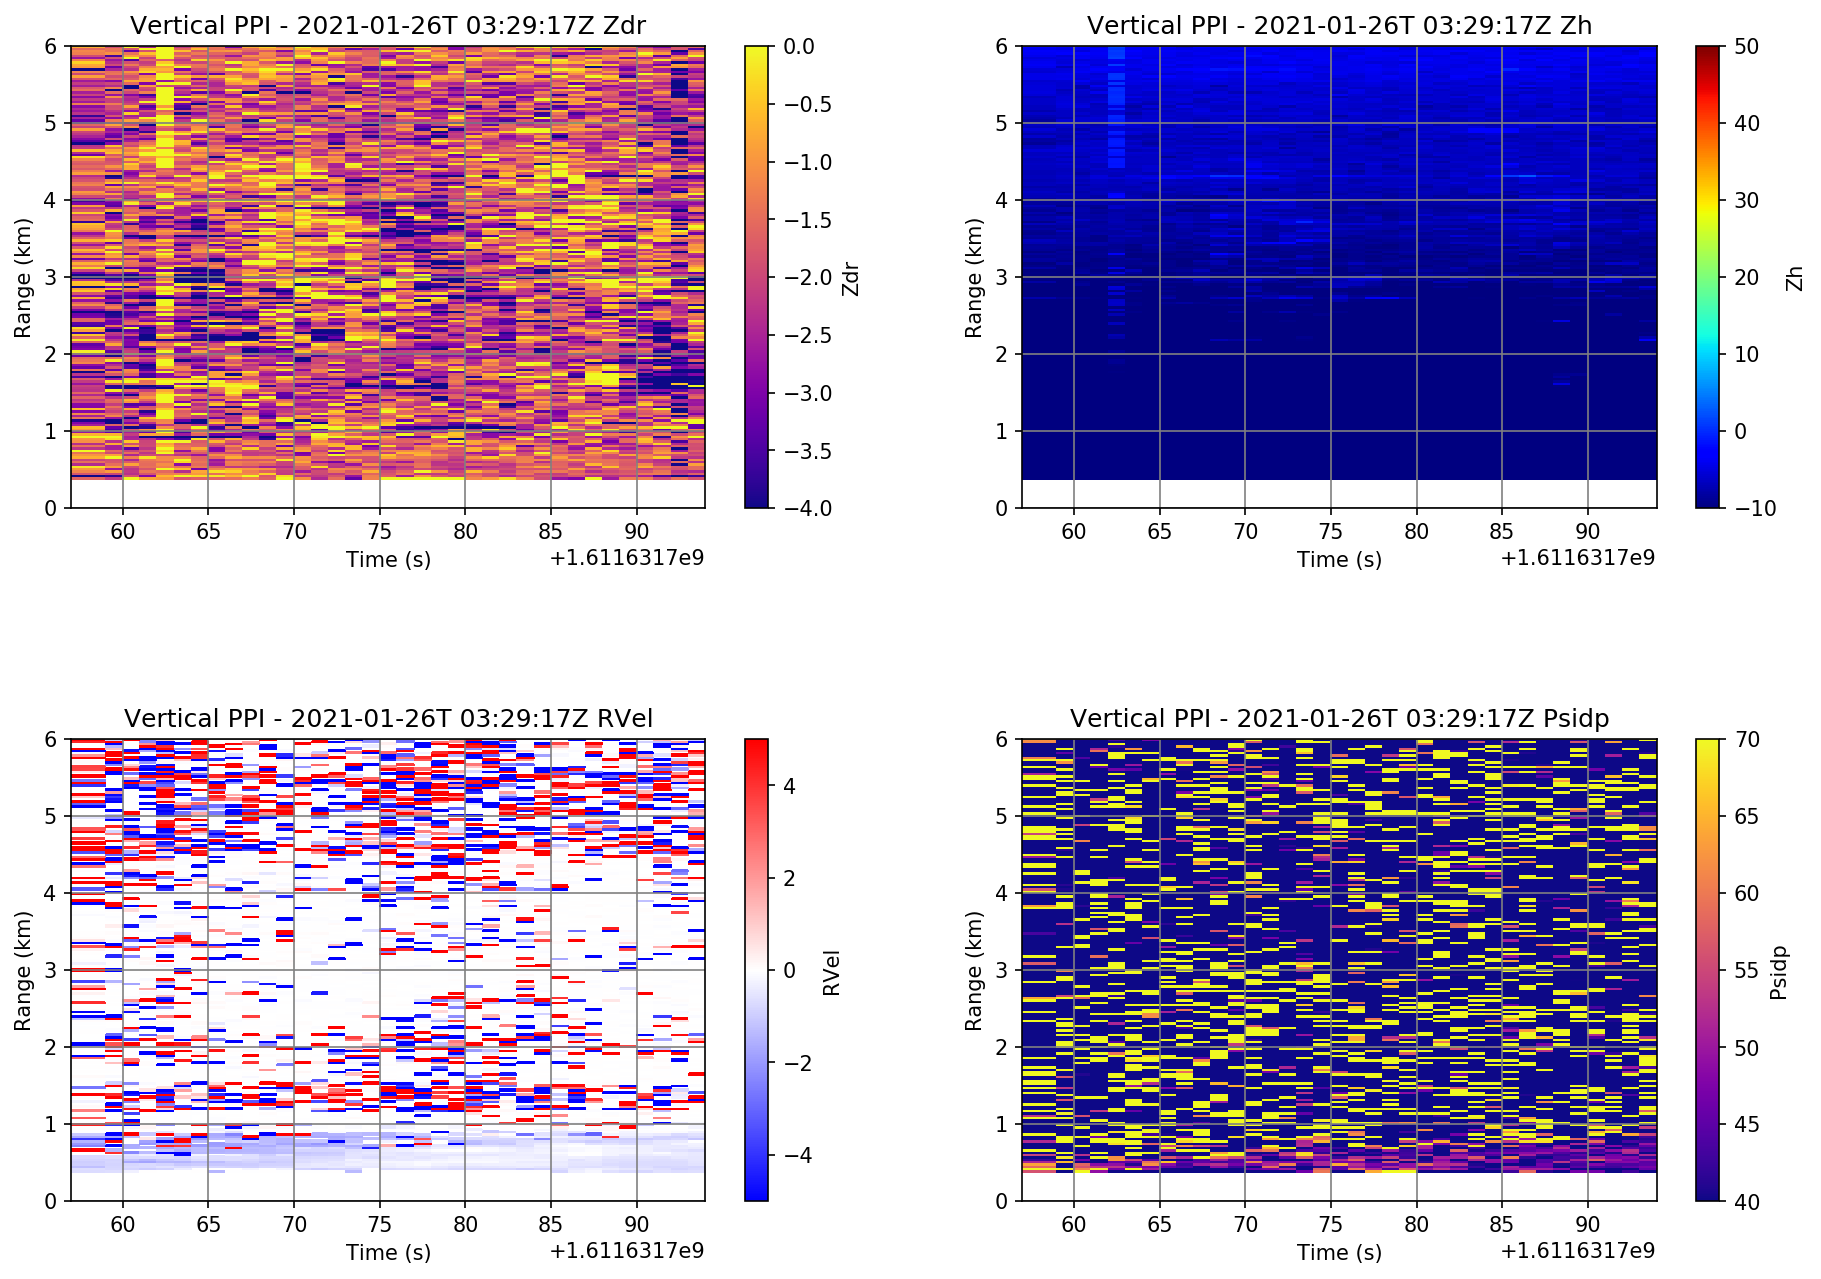 Vertical PPI - 2021-01-26T 03:29:17Z Zdr
6
5
4
3
2
1
0
Range (km)
60 65 70 75 80 85 90
Time (s)
+1.6116317e9
0.0
−0.5
−1.0
−1.5
−2.0
−2.5
−3.0
−3.5
−4.0
Zdr
Vertical PPI - 2021-01-26T 03:29:17Z Zh
6
5
4
3
2
1
0
Range (km)
60 65 70 75 80 85 90
Time (s)
+1.6116317e9
50
40
30
20
10
0
−10
Zh
Vertical PPI - 2021-01-26T 03:29:17Z RVel
6
5
4
3
2
1
0
Range (km)
60 65 70 75 80 85 90
Time (s)
+1.6116317e9
4
2
0
−2
−4
RVel
Vertical PPI - 2021-01-26T 03:29:17Z Psidp
6
5
4
3
2
1
0
Range (km)
60 65 70 75 80 85 90
Time (s)
+1.6116317e9
70
65
60
55
50
45
40
Psidp